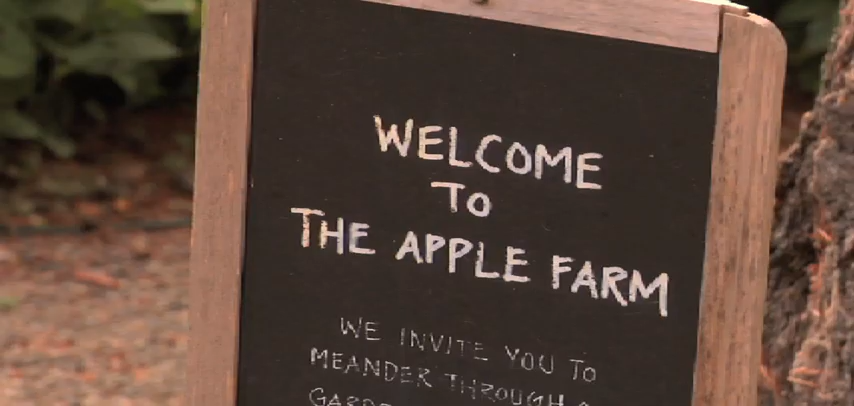 WELCOME
TO
THE APPLE FARM
WE INVITE YOU TO
MEANDER THROUGH